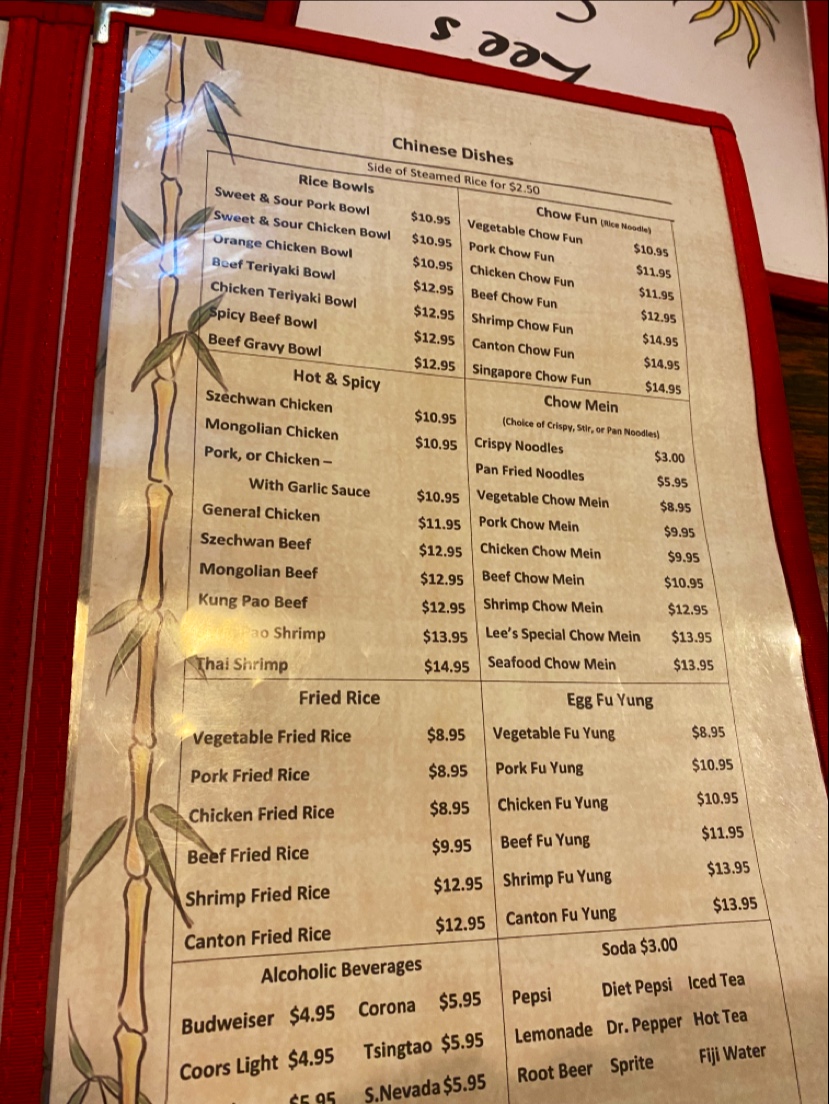 Lee's
Chinese Dishes
Side of Steamed Rice for $2.50
Rice Bowls
Sweet & Sour Pork Bowl $10.95
Sweet & Sour Chicken Bowl $10.95
Orange Chicken Bowl $10.95
Beef Teriyaki Bowl $12.95
Chicken Teriyaki Bowl $12.95
Spicy Beef Bowl $12.95
Beef Gravy Bowl $12.95
Chow Fun (Rice Noodle)
Vegetable Chow Fun $10.95
Pork Chow Fun $11.95
Chicken Chow Fun $11.95
Beef Chow Fun $12.95
Shrimp Chow Fun $14.95
Canton Chow Fun $14.95
Singapore Chow Fun $14.95
Hot & Spicy
Szechwan Chicken $10.95
Mongolian Chicken $10.95
Pork, or Chicken –
With Garlic Sauce $10.95
General Chicken $11.95
Szechwan Beef $12.95
Mongolian Beef $12.95
Kung Pao Beef $12.95
Shrimp $13.95
Thai Shrimp $14.95
Chow Mein
(Choice of Crispy, Stir, or Pan Noodles)
Crispy Noodles $3.00
Pan Fried Noodles $5.95
Vegetable Chow Mein $8.95
Pork Chow Mein $9.95
Chicken Chow Mein $9.95
Beef Chow Mein $10.95
Shrimp Chow Mein $12.95
Lee's Special Chow Mein $13.95
Seafood Chow Mein $13.95
Fried Rice
Vegetable Fried Rice $8.95
Pork Fried Rice $8.95
Chicken Fried Rice $8.95
Beef Fried Rice $9.95
Shrimp Fried Rice $12.95
Canton Fried Rice $12.95
Egg Fu Yung
Vegetable Fu Yung $8.95
Pork Fu Yung $10.95
Chicken Fu Yung $10.95
Beef Fu Yung $11.95
Shrimp Fu Yung $13.95
Canton Fu Yung $13.95
Alcoholic Beverages
Budweiser $4.95 Corona $5.95
Coors Light $4.95 Tsingtao $5.95
$5.95 S.Nevada $5.95
Soda $3.00
Pepsi Diet Pepsi Iced Tea
Lemonade Dr. Pepper Hot Tea
Root Beer Sprite Fiji Water